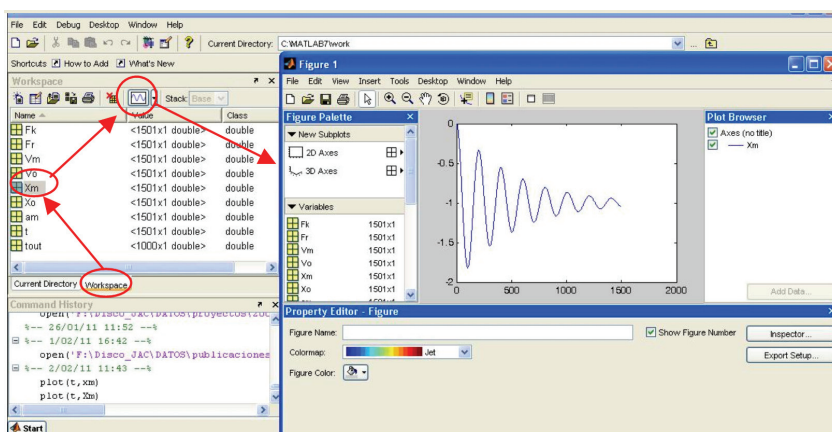 File Edit Debug Desktop Window Help
Current Directory: C:\MATLAB7\work
Shortcuts How to Add What's New
Workspace
Stack: Base
Name Value Class
Fk <1501x1 double> double
Fr <1501x1 double> double
Vm <1501x1 double> double
Vo <1501x1 double> double
Xm <1501x1 double> double
Xo <1501x1 double> double
am <1501x1 double> double
t <1501x1 double> double
tout <1000x1 double> double
Current Directory Workspace
Command History
open('F:\Disco_JAC\DATOS\proyectos\
%-- 26/01/11 11:52 --%
%-- 1/02/11 16:42 --%
open('F:\Disco_JAC\DATOS\publicaciones
%-- 2/02/11 11:43 --%
plot(t,xm)
plot(t,Xm)
Start
Figure 1
File Edit View Insert Tools Desktop Window Help
Figure Palette
New Subplots
2D Axes
3D Axes
Variables
Fk 1501x1
Fr 1501x1
Vm 1501x1
Vo 1501x1
Xm 1501x1
Xo 1501x1
1501x1
0
-0.5
-1
-1.5
-2
0 500 1000 1500 2000
Plot Browser
Axes (no title)
Xm
Add Data...
Property Editor - Figure
Figure Name:
Show Figure Number
Inspector...
Colormap: Jet
Export Setup...
Figure Color: